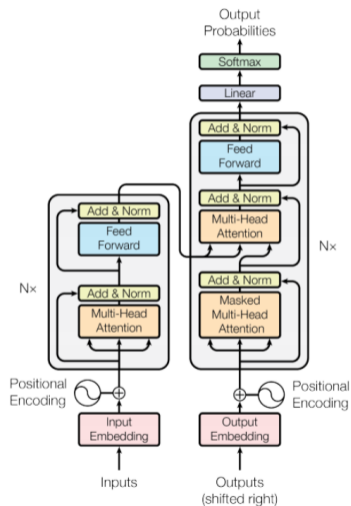 Output
Probabilities
Softmax
Linear
Add & Norm
Feed
Forward
Add & Norm
Multi-Head
Attention
Nx
Add & Norm
Masked
Multi-Head
Attention
Add & Norm
Feed
Forward
Nx
Add & Norm
Multi-Head
Attention
Positional
Encoding
Positional
Encoding
Input
Embedding
Output
Embedding
Inputs
Outputs
(shifted right)